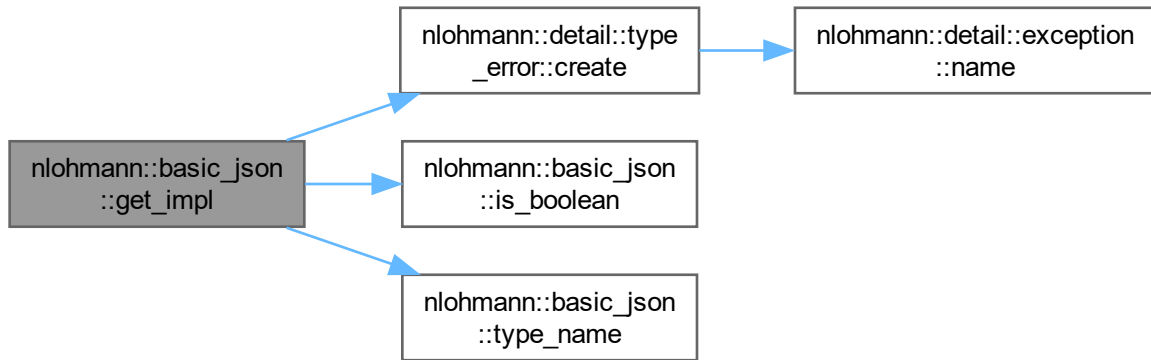 nlohmann::detail::type
_error::create
nlohmann::detail::exception
::name
nlohmann::basic_json
::get_impl
nlohmann::basic_json
::is_boolean
nlohmann::basic_json
::type_name